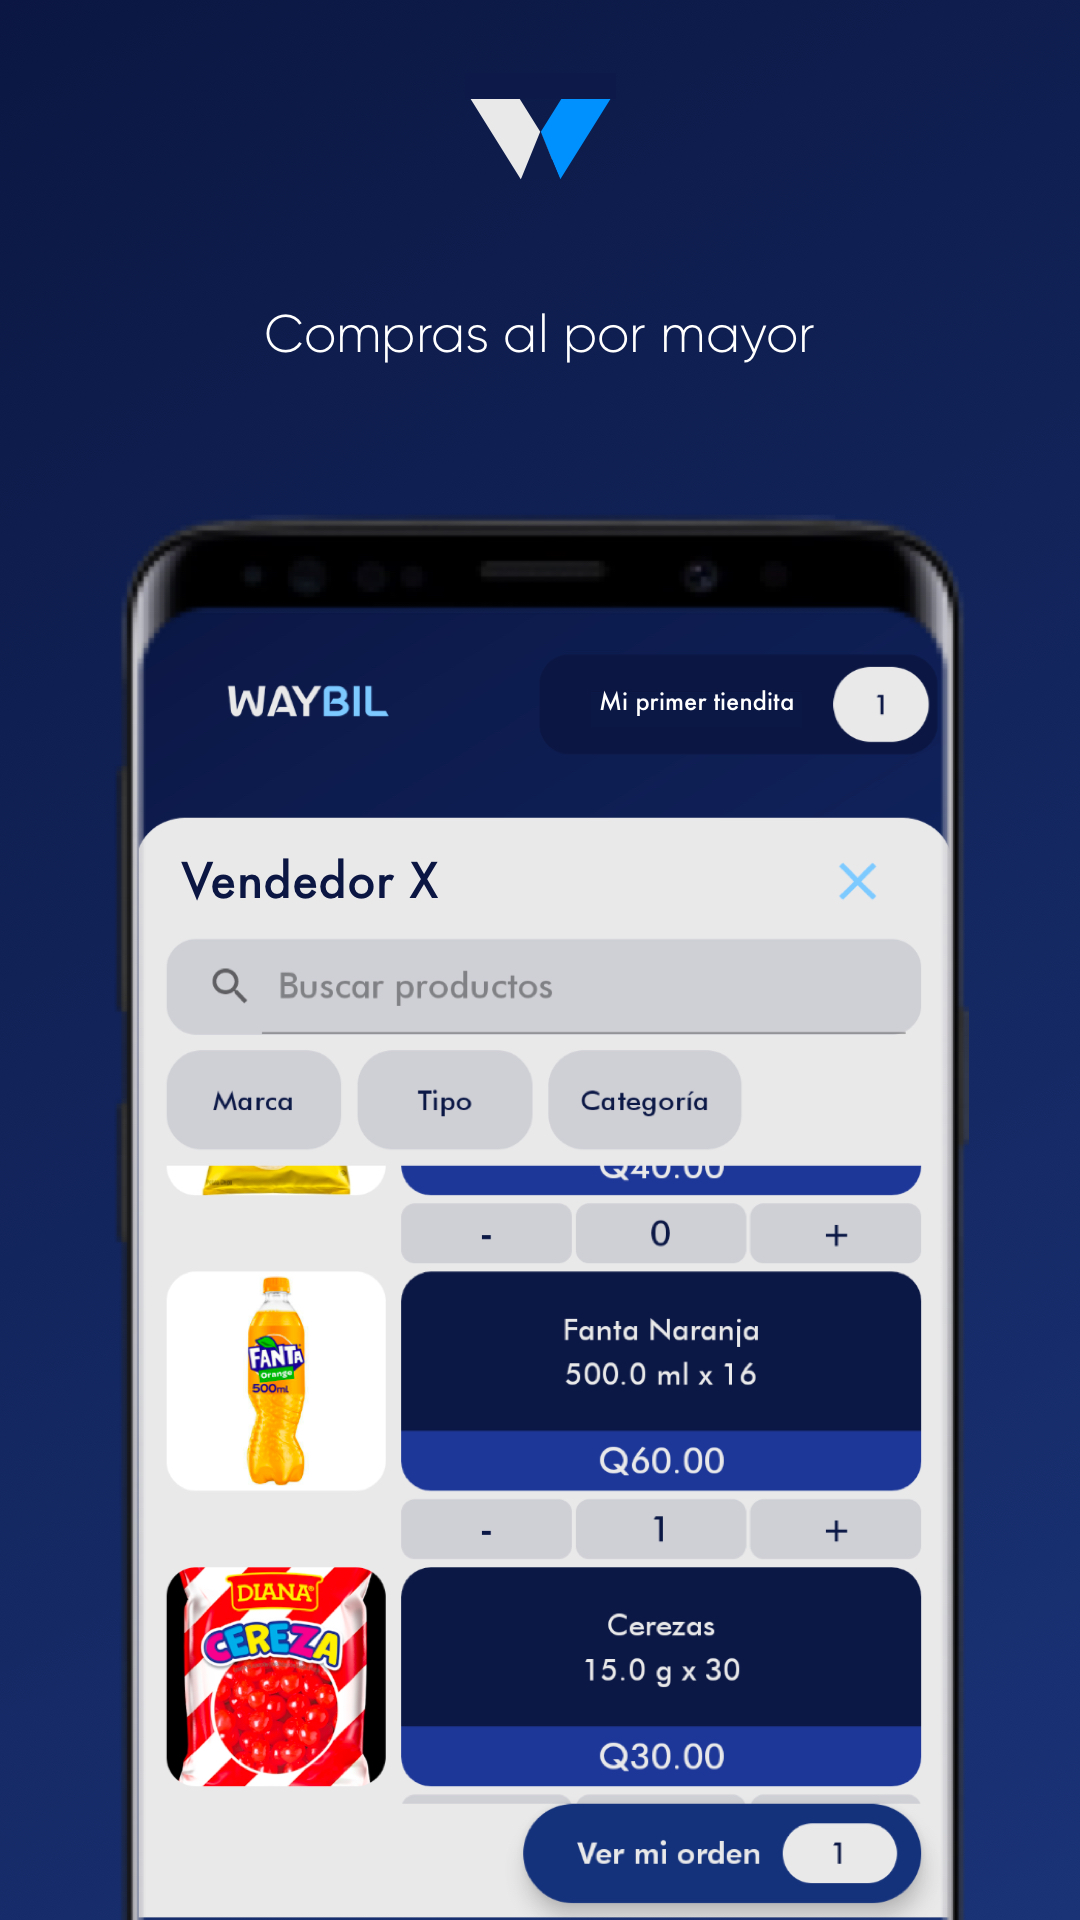 Compras al por mayor
WAYBIL
Mi primer tiendita 1
Vendedor X
Buscar productos
Marca Tipo Categoría
Q40.00
- 0 +
FANTA
Orange
500ml
Fanta Naranja
500.0 ml x 16
Q60.00
- 1 +
DIANA
CEREZA
Cerezas
15.0 g x 30
Q30.00
Ver mi orden 1